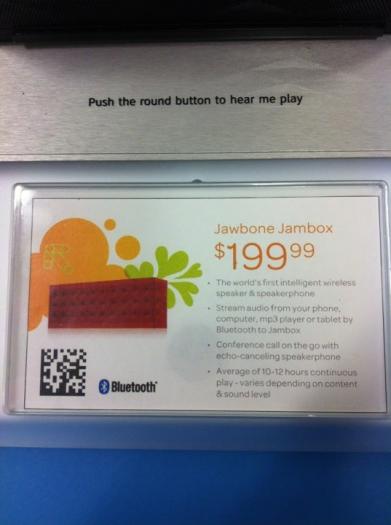 Push the round button to hear me play
Jawbone Jambox
$199 99
• The world's first intelligent wireless
speaker & speakerphone
• Stream audio from your phone,
computer, mp3 player or tablet by
Bluetooth to Jambox
• Conference call on the go with
echo-canceling speakerphone
• Average of 10-12 hours continuous
play - varies depending on content
& sound level
Bluetooth®